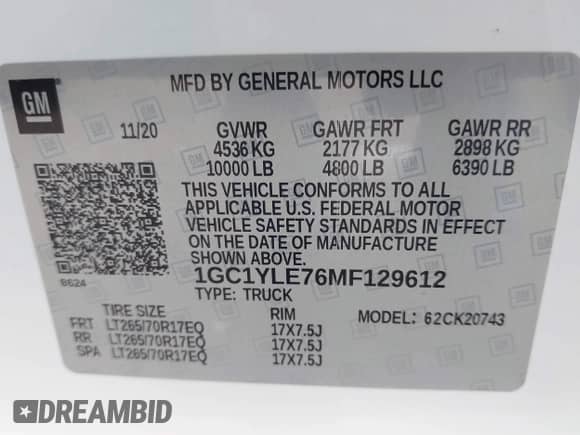 GM
MFD BY GENERAL MOTORS LLC
11/20 GVWR GAWR FRT GAWR RR
4536 KG 2177 KG 2898 KG
10000 LB 4800 LB 6390 LB
THIS VEHICLE CONFORMS TO ALL
APPLICABLE U.S. FEDERAL MOTOR
VEHICLE SAFETY STANDARDS IN EFFECT
ON THE DATE OF MANUFACTURE
SHOWN ABOVE.
B624
1GC1YLE76MF129612
TYPE: TRUCK
TIRE SIZE RIM MODEL: 62CK20743
FRT LT265/70R17EQ 17X7.5J
RR LT265/70R17EQ 17X7.5J
SPA LT265/70R17EQ 17X7.5J
DREAMBID